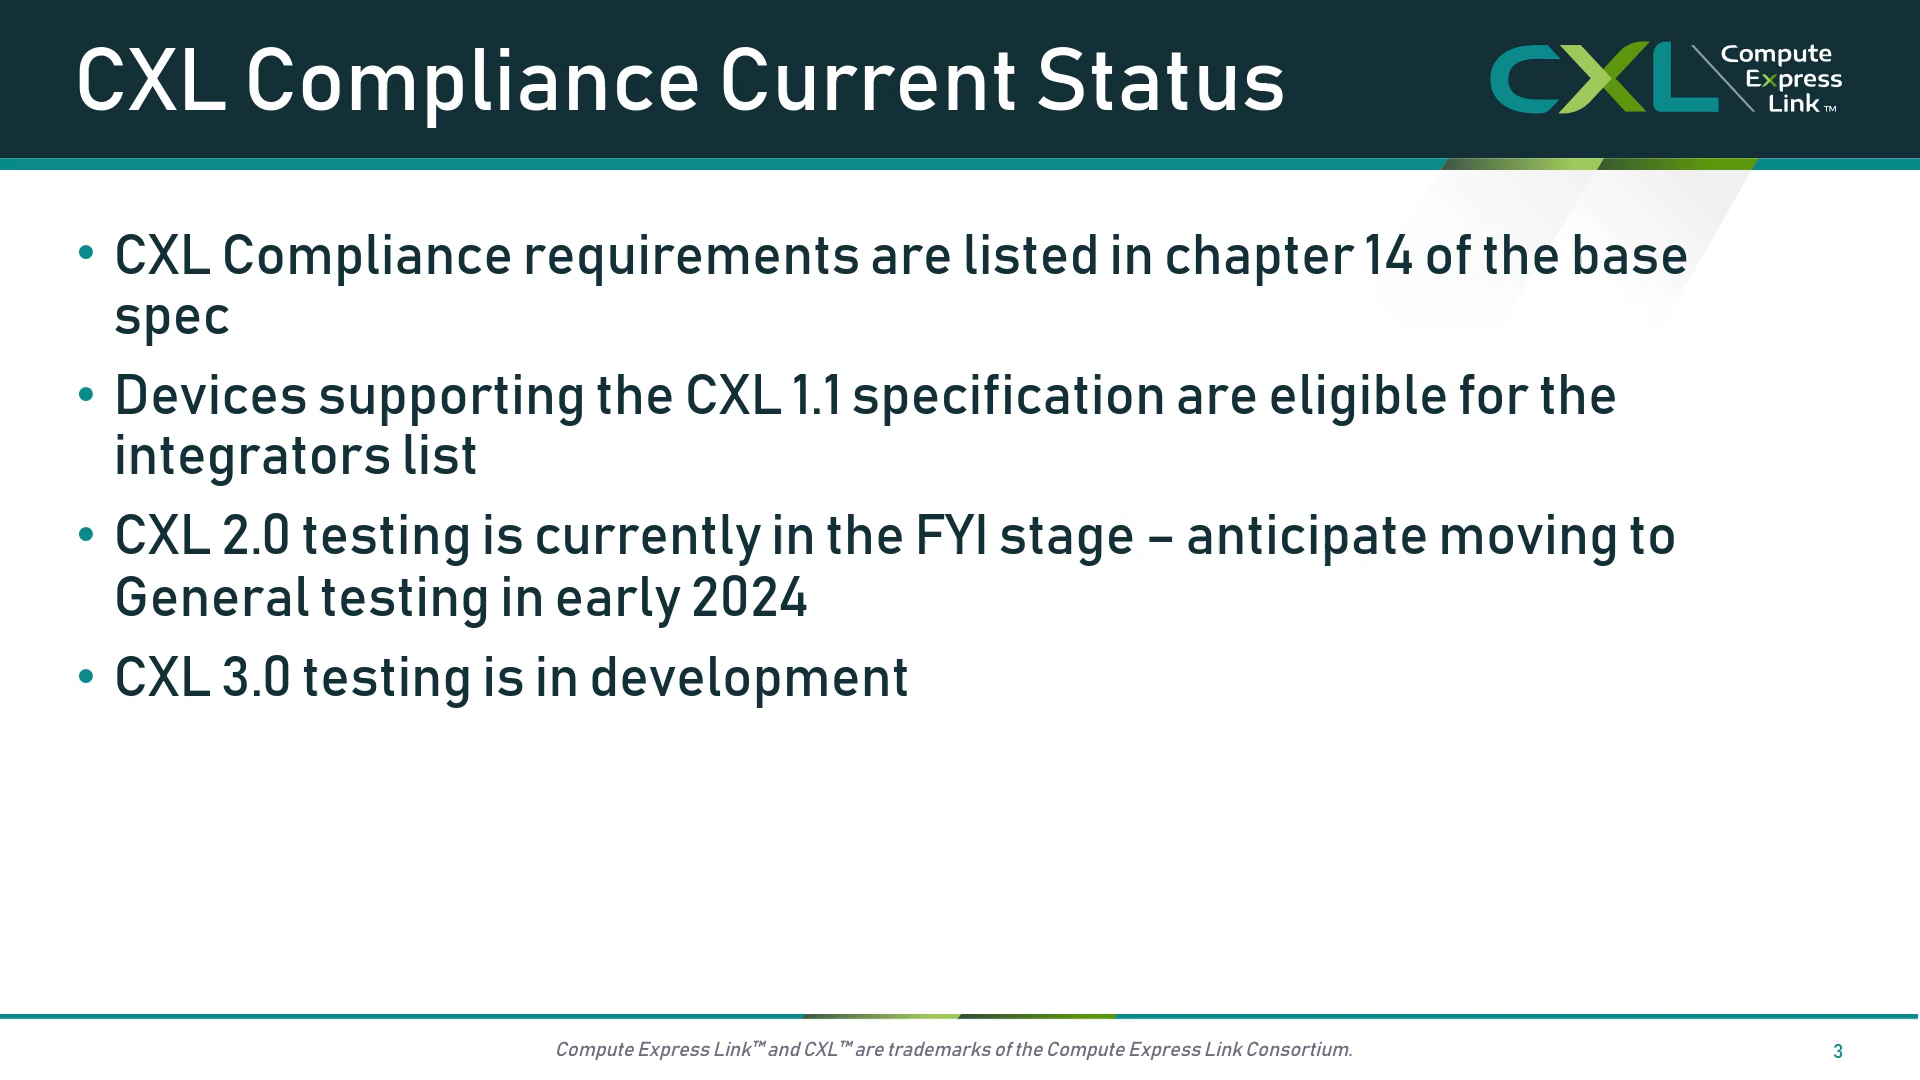 CXL Compliance Current Status
CXL
Compute
Express
Link™
• CXL Compliance requirements are listed in chapter 14 of the base
spec
• Devices supporting the CXL 1.1 specification are eligible for the
integrators list
• CXL 2.0 testing is currently in the FYI stage – anticipate moving to
General testing in early 2024
• CXL 3.0 testing is in development
Compute Express Link™ and CXL™ are trademarks of the Compute Express Link Consortium.
3